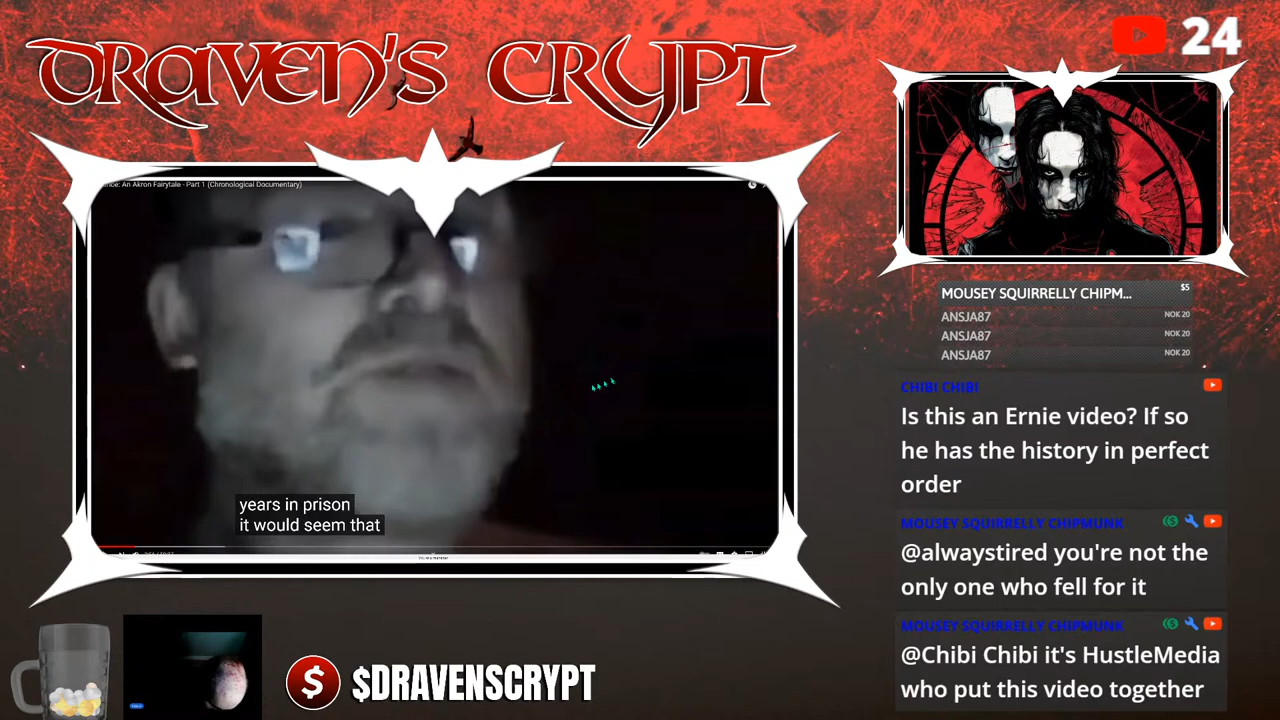 DRAVEN'S CRYPT
24
An Akron Fairytale - Part 1 (Chronological Documentary)
years in prison
it would seem that
MOUSEY SQUIRRELLY CHIPM... $5
ANSJA87 NOK 20
ANSJA87 NOK 20
ANSJA87 NOK 20
CHIBI CHIBI
Is this an Ernie video? If so
he has the history in perfect
order
MOUSEY SQUIRRELLY CHIPMUNK
@alwaystired you're not the
only one who fell for it
MOUSEY SQUIRRELLY CHIPMUNK
@Chibi Chibi it's HustleMedia
who put this video together
$ $DRAVENSCRYPT